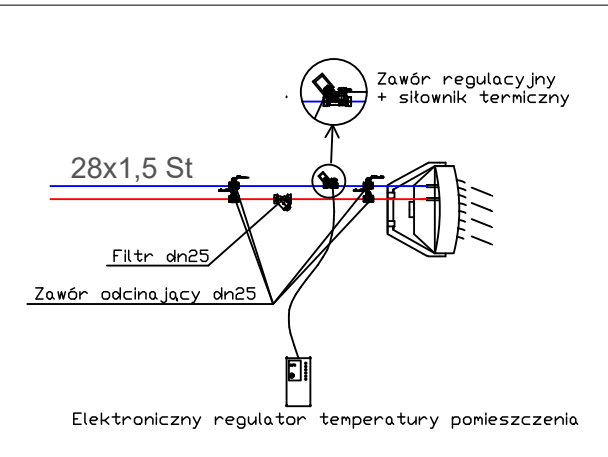 Zawór regulacyjny
+ siłownik termiczny
28x1,5 St
Filtr dn25
Zawór odcinający dn25
Elektroniczny regulator temperatury pomieszczenia